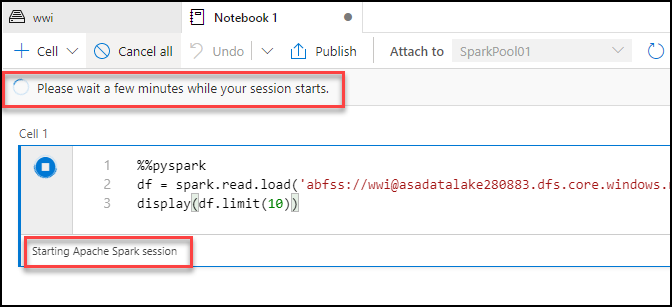 wwi
Notebook 1
+ Cell
Cancel all
Undo
Publish
Attach to
SparkPool01
Please wait a few minutes while your session starts.
Cell 1
1 %%pyspark
2 df = spark.read.load('abfss://wwi@asadatalake280883.dfs.core.windows.
3 display(df.limit(10))
Starting Apache Spark session